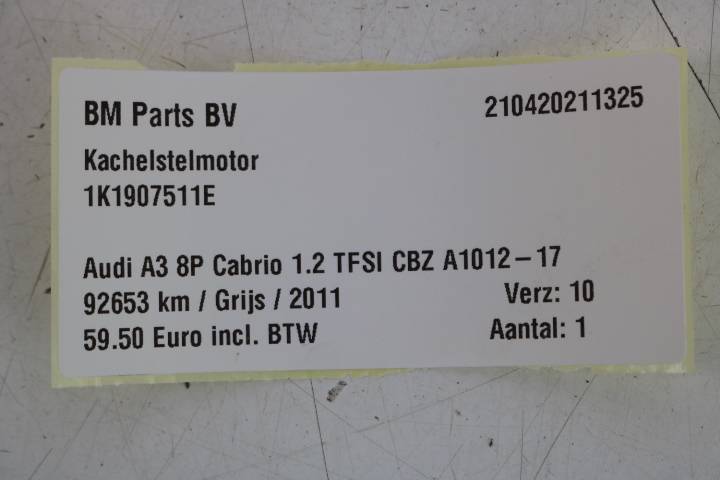 BM Parts BV 210420211325
Kachelstelmotor
1K1907511E
Audi A3 8P Cabrio 1.2 TFSI CBZ A1012-17
92653 km / Grijs / 2011 Verz: 10
59.50 Euro incl. BTW Aantal: 1